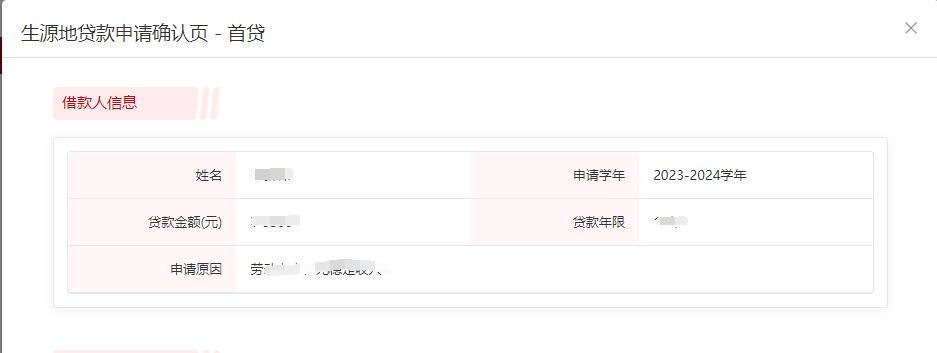 生源地贷款申请确认页 - 首贷
借款人信息
姓名
申请学年 2023-2024学年
贷款金额(元)
贷款年限
申请原因